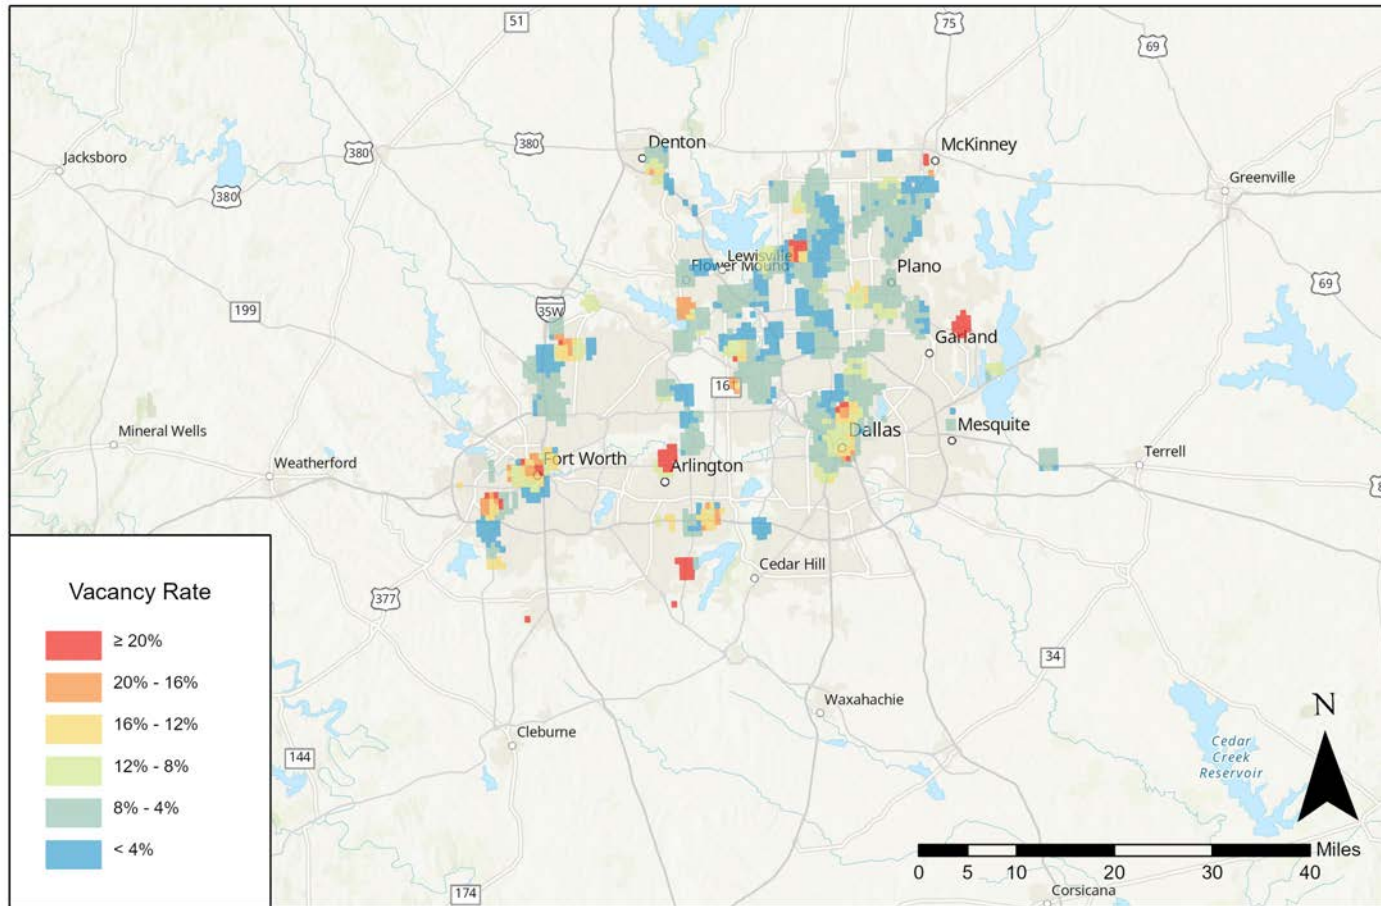 51
75
69
Denton
McKinney
380
380
Jacksboro
380
Greenville
Lewisville
Flower Mound
Plano
69
199
35W
Garland
161
Mineral Wells
Dallas
Mesquite
Weatherford
Fort Worth
Arlington
Terrell
8
Cedar Hill
377
Vacancy Rate
≥ 20%
20% - 16%
16% - 12%
12% - 8%
8% - 4%
< 4%
34
Waxahachie
N
Cleburne
144
Cedar
Creek
Reservoir
Miles
0 5 10 20 30 40
174
Corsicana